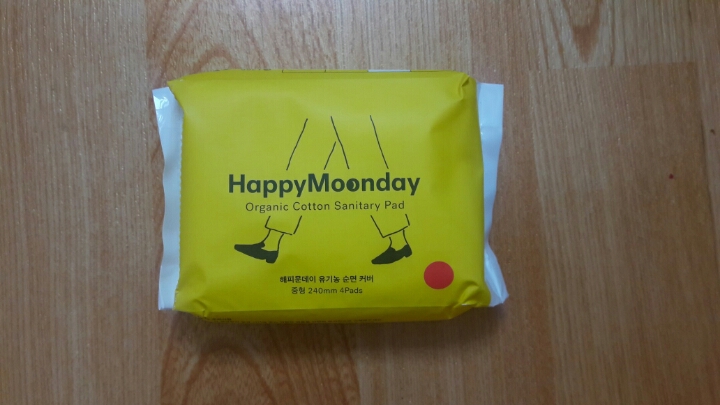 HappyMoonday
Organic Cotton Sanitary Pad
해피문데이 유기농 순면 커버
중형 240mm 4Pads